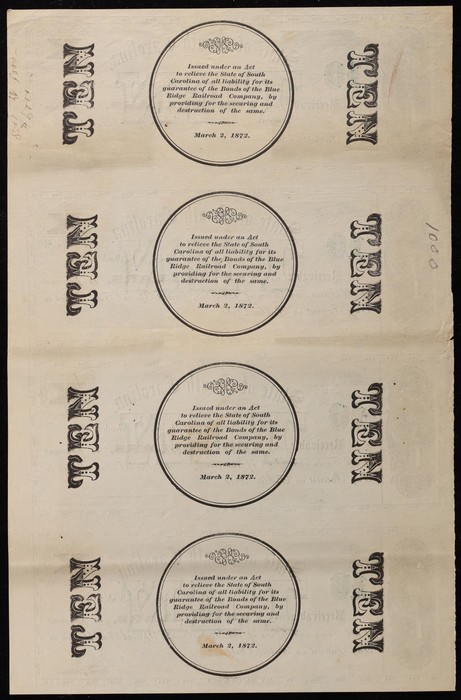 TEN
Issued under an Act
to relieve the State of South
Carolina of all liability for its
guarantee of the Bonds of the Blue
Ridge Railroad Company, by
providing for the securing and
destruction of the same.
March 2, 1872.
TEN
TEN
Issued under an Act
to relieve the State of South
Carolina of all liability for its
guarantee of the Bonds of the Blue
Ridge Railroad Company, by
providing for the securing and
destruction of the same.
March 2, 1872.
TEN
1000
TEN
Issued under an Act
to relieve the State of South
Carolina of all liability for its
guarantee of the Bonds of the Blue
Ridge Railroad Company, by
providing for the securing and
destruction of the same.
March 2, 1872.
TEN
TEN
Issued under an Act
to relieve the State of South
Carolina of all liability for its
guarantee of the Bonds of the Blue
Ridge Railroad Company, by
providing for the securing and
destruction of the same.
March 2, 1872.
TEN